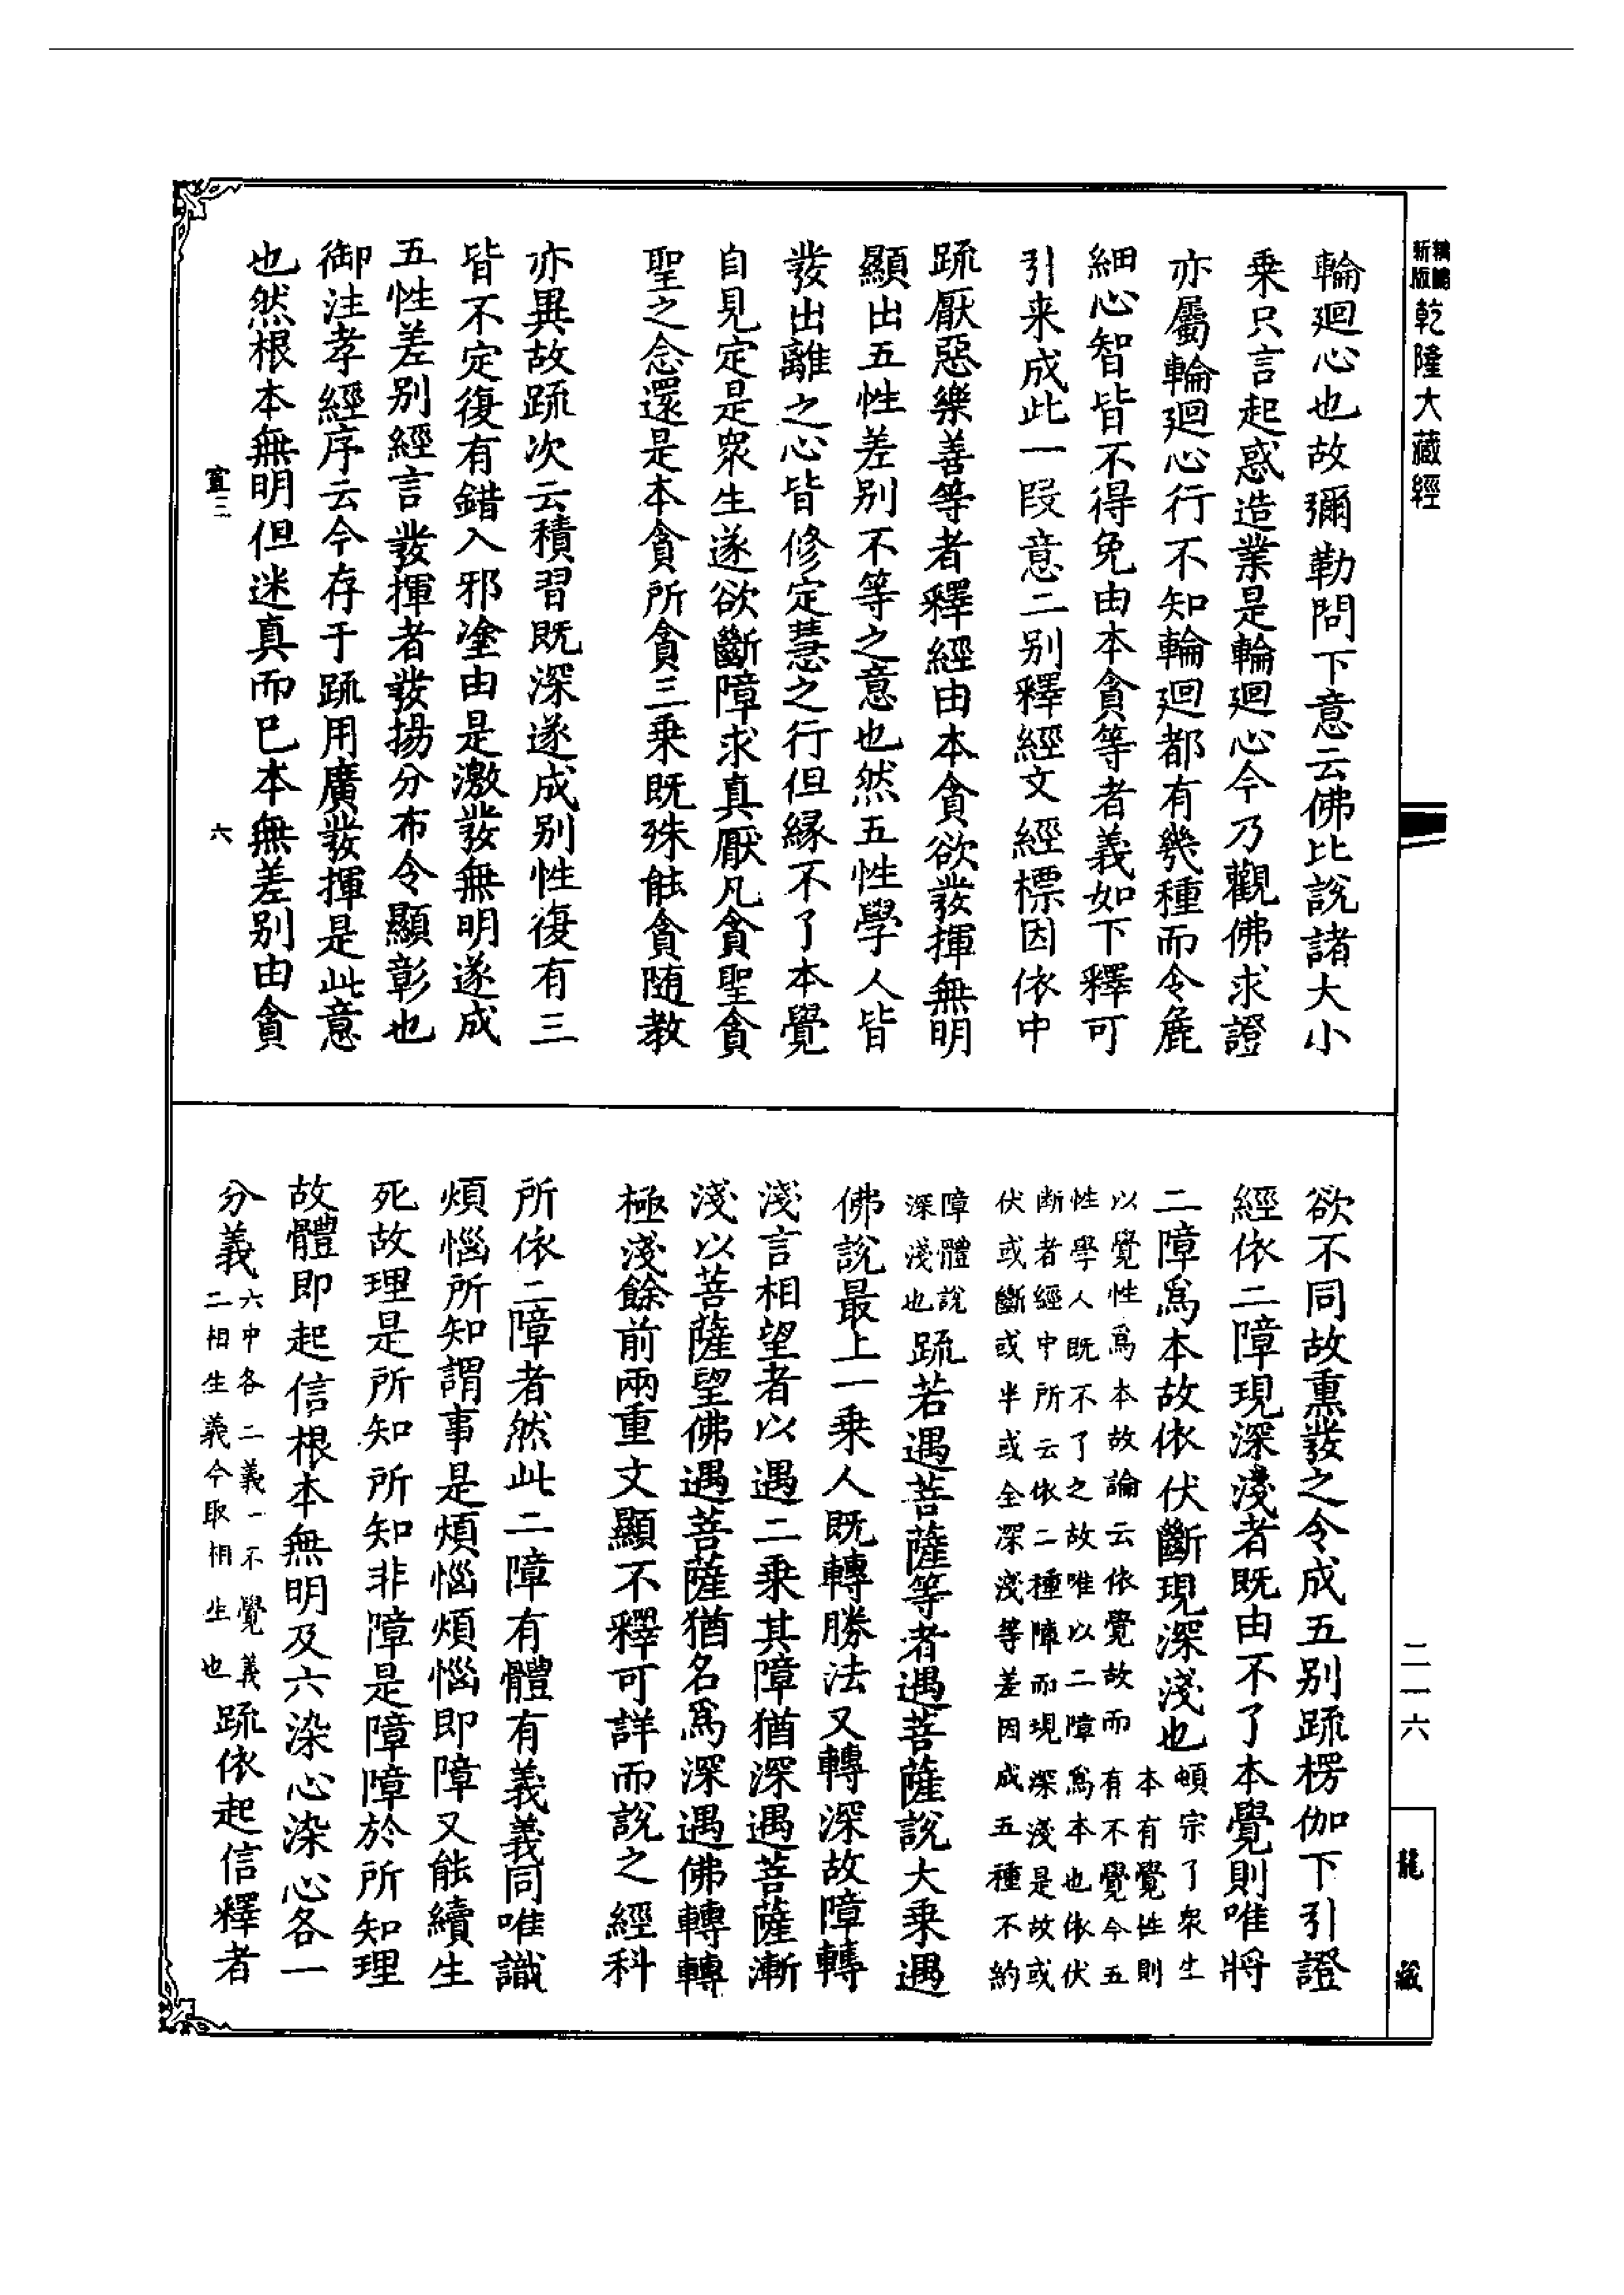 新版
精縮
乾隆大藏經
輪廻心也故彌勒問下意云佛比說諸大小
乗只言起惑造業是輪廻心今乃觀佛求證
亦屬輪廻心行不知輪廻都有幾種而令麁
細心智皆不得免由本貪等者義如下釋可
引来成此一段意二别釋經文經標因依中
疏厭惡樂善等者釋經由本貪欲發揮無明
顯出五性差别不等之意也然五性學人皆
發出離之心皆修定慧之行但緣不了本覺
自見定是衆生遂欲斷障求真厭凡貪聖貪
聖之念還是本貪所貪三乗既殊能貪随教
亦異故疏次云積習既深遂成别性復有三
皆不定復有錯入邪塗由是激發無明遂成
五性差别經言發揮者發揚分布令顯彰也
御注孝經序云今存于疏用廣發揮是此意
也然根本無明但迷真而巳本無差别由貪
宣三
六
欲不同故熏發之令成五别疏楞伽下引證
經依二障現深淺者既由不了本覺則唯將
二障爲本故依伏斷現深淺也
頓宗了衆生
本有覺性則
以覺性爲本故論云依覺故而有不覺今五
性學人既不了之故唯以二障爲本也依伏
断者經中所云依二種障而現深淺是故或
伏或斷或半或全深淺等差因成五種不約
障體說
深淺也
疏若遇菩薩等者遇菩薩說大乗遇
佛說最上一乗人既轉勝法又轉深故障轉
淺言相望者以遇二乗其障猶深遇菩薩漸
淺以菩薩望佛遇菩薩猶名爲深遇佛轉轉
極淺餘前兩重文顯不釋可詳而說之經科
所依二障者然此二障有體有義義同唯識
煩惱所知謂事是煩惱煩惱即障又能續生
死故理是所知所知非障是障障於所知理
故體即起信根本無明及六染心染心各一
分義
六中各二義一不覺義
二相生義今取相生也
疏依起信釋者
二一六
龍藏